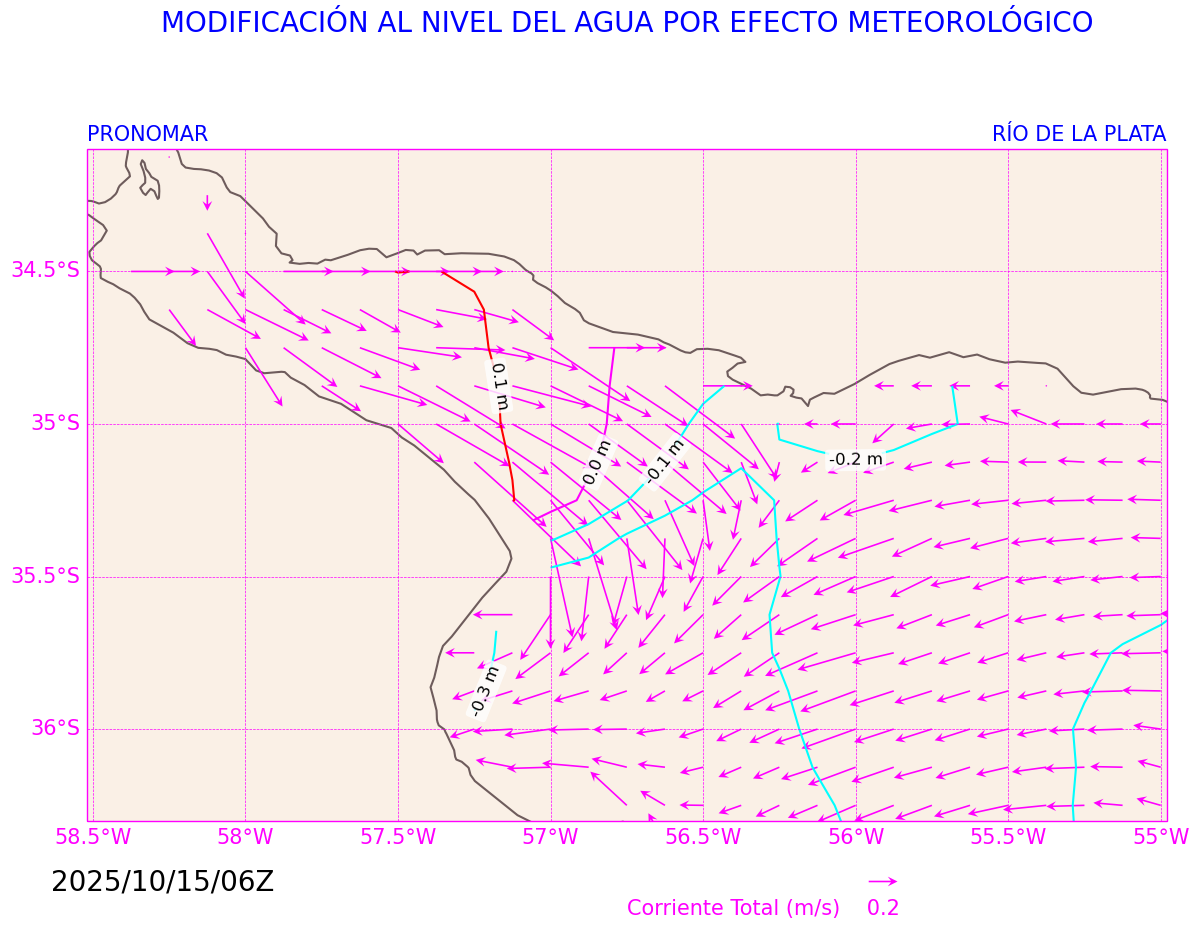 MODIFICACIÓN AL NIVEL DEL AGUA POR EFECTO METEOROLÓGICO
PRONOMAR
RÍO DE LA PLATA
34.5°S
35°S
35.5°S
36°S
0.1 m
0.0 m
-0.1 m
-0.2 m
-0.3 m
58.5°W 58°W 57.5°W 57°W 56.5°W 56°W 55.5°W 55°W
2025/10/15/06Z
Corriente Total (m/s) 0.2